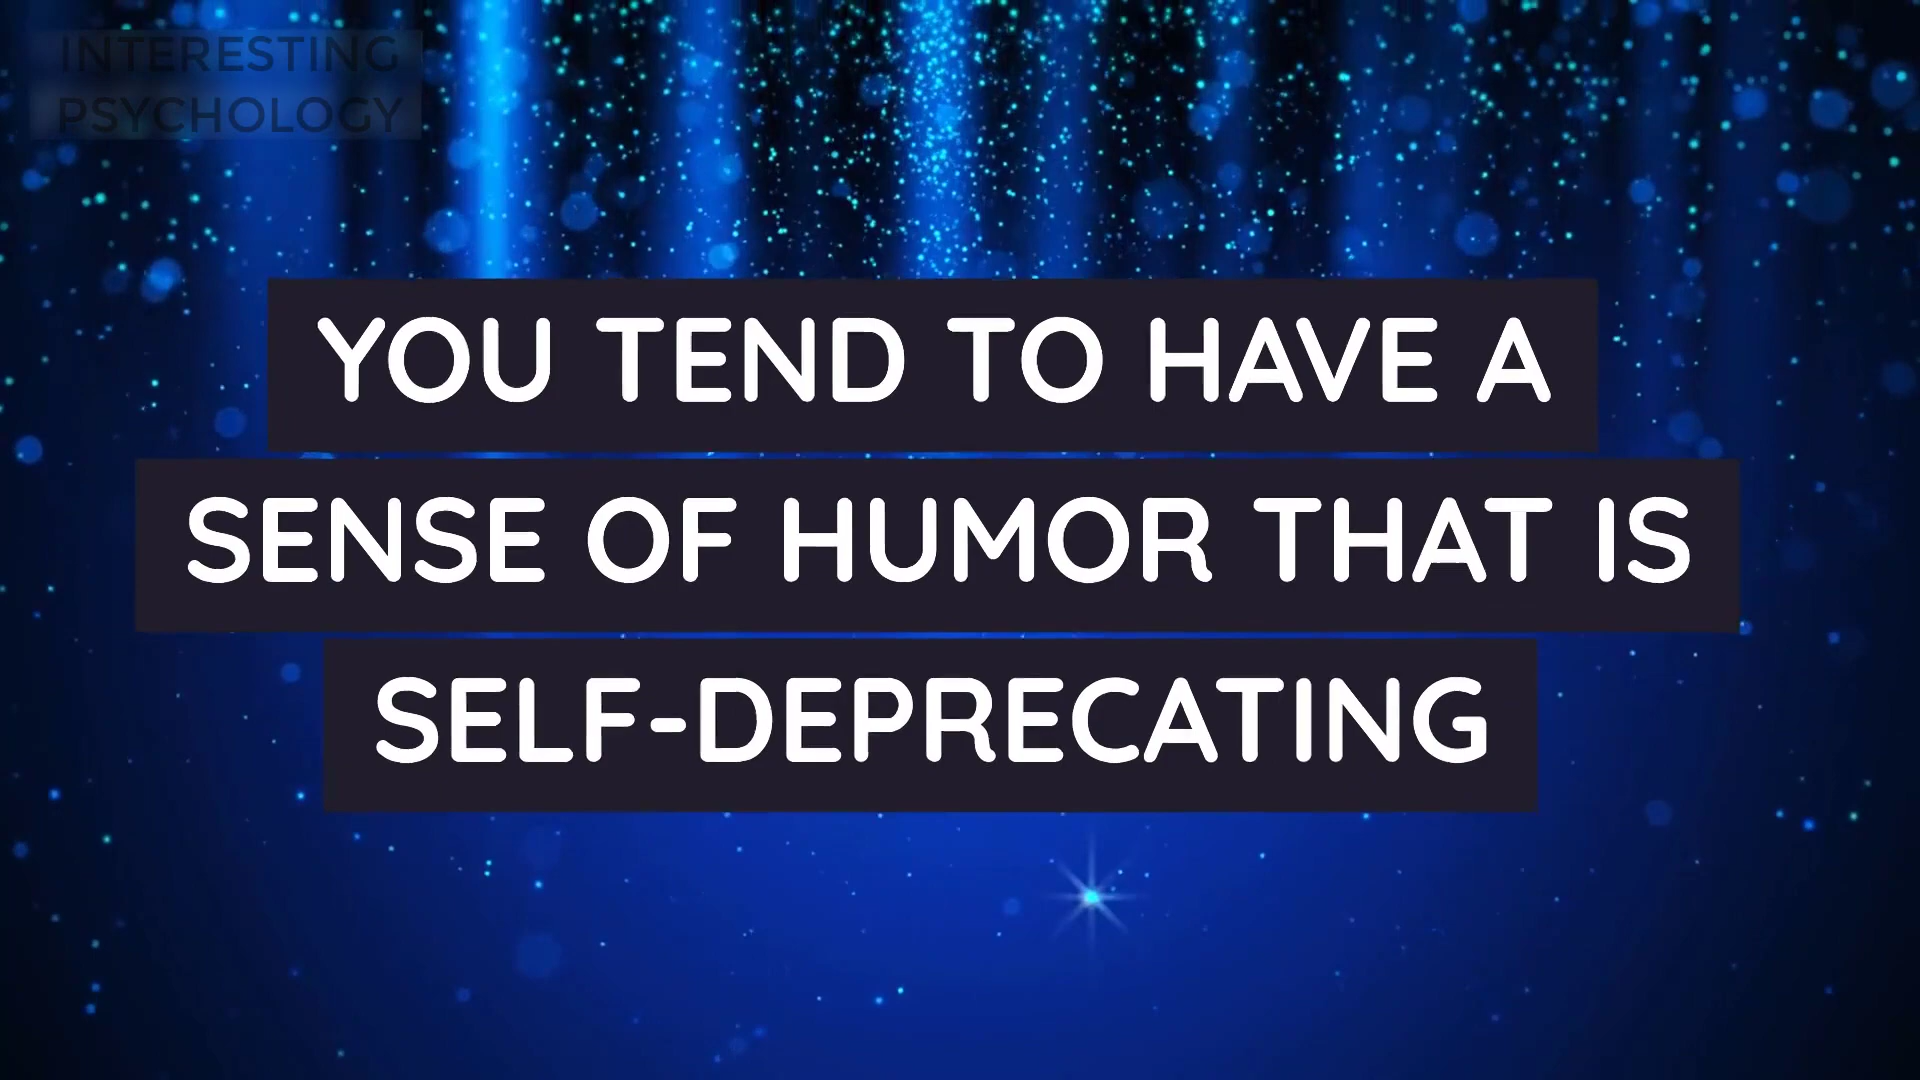 INTERESTING
PSYCHOLOGY
YOU TEND TO HAVE A
SENSE OF HUMOR THAT IS
SELF-DEPRECATING